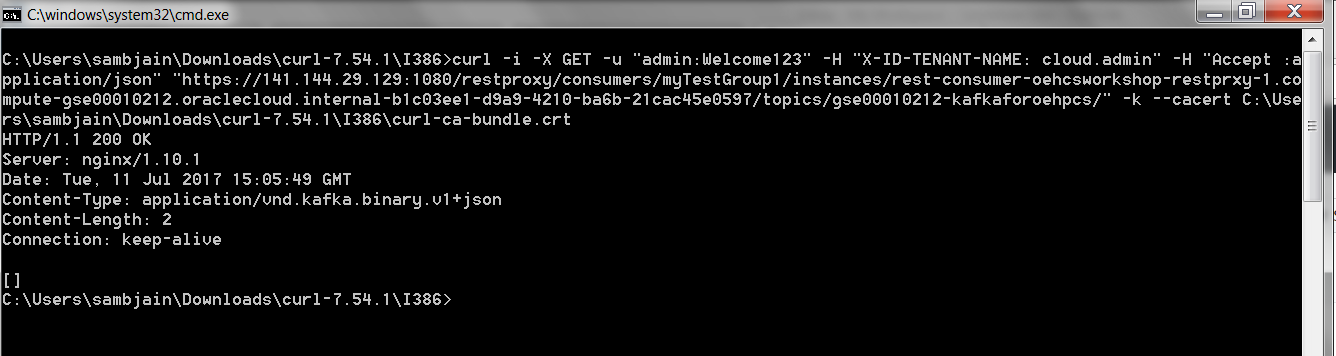 C:\windows\system32\cmd.exe
C:\Users\sambjain\Downloads\curl-7.54.1\I386>curl -i -X GET -u "admin:Welcome123" -H "X-ID-TENANT-NAME: cloud.admin" -H "Accept :a
pplication/json" "https://141.144.29.129:1080/restproxy/consumers/myTestGroup1/instances/rest-consumer-oehcsworkshop-restprxy-1.co
mpute-gse00010212.oraclecloud.internal-b1c03ee1-d9a9-4210-ba6b-21cac45e0597/topics/gse00010212-kafkaforoehpcs/" -k --cacert C:\Use
rs\sambjain\Downloads\curl-7.54.1\I386\curl-ca-bundle.crt
HTTP/1.1 200 OK
Server: nginx/1.10.1
Date: Tue, 11 Jul 2017 15:05:49 GMT
Content-Type: application/vnd.kafka.binary.v1+json
Content-Length: 2
Connection: keep-alive
[]
C:\Users\sambjain\Downloads\curl-7.54.1\I386>